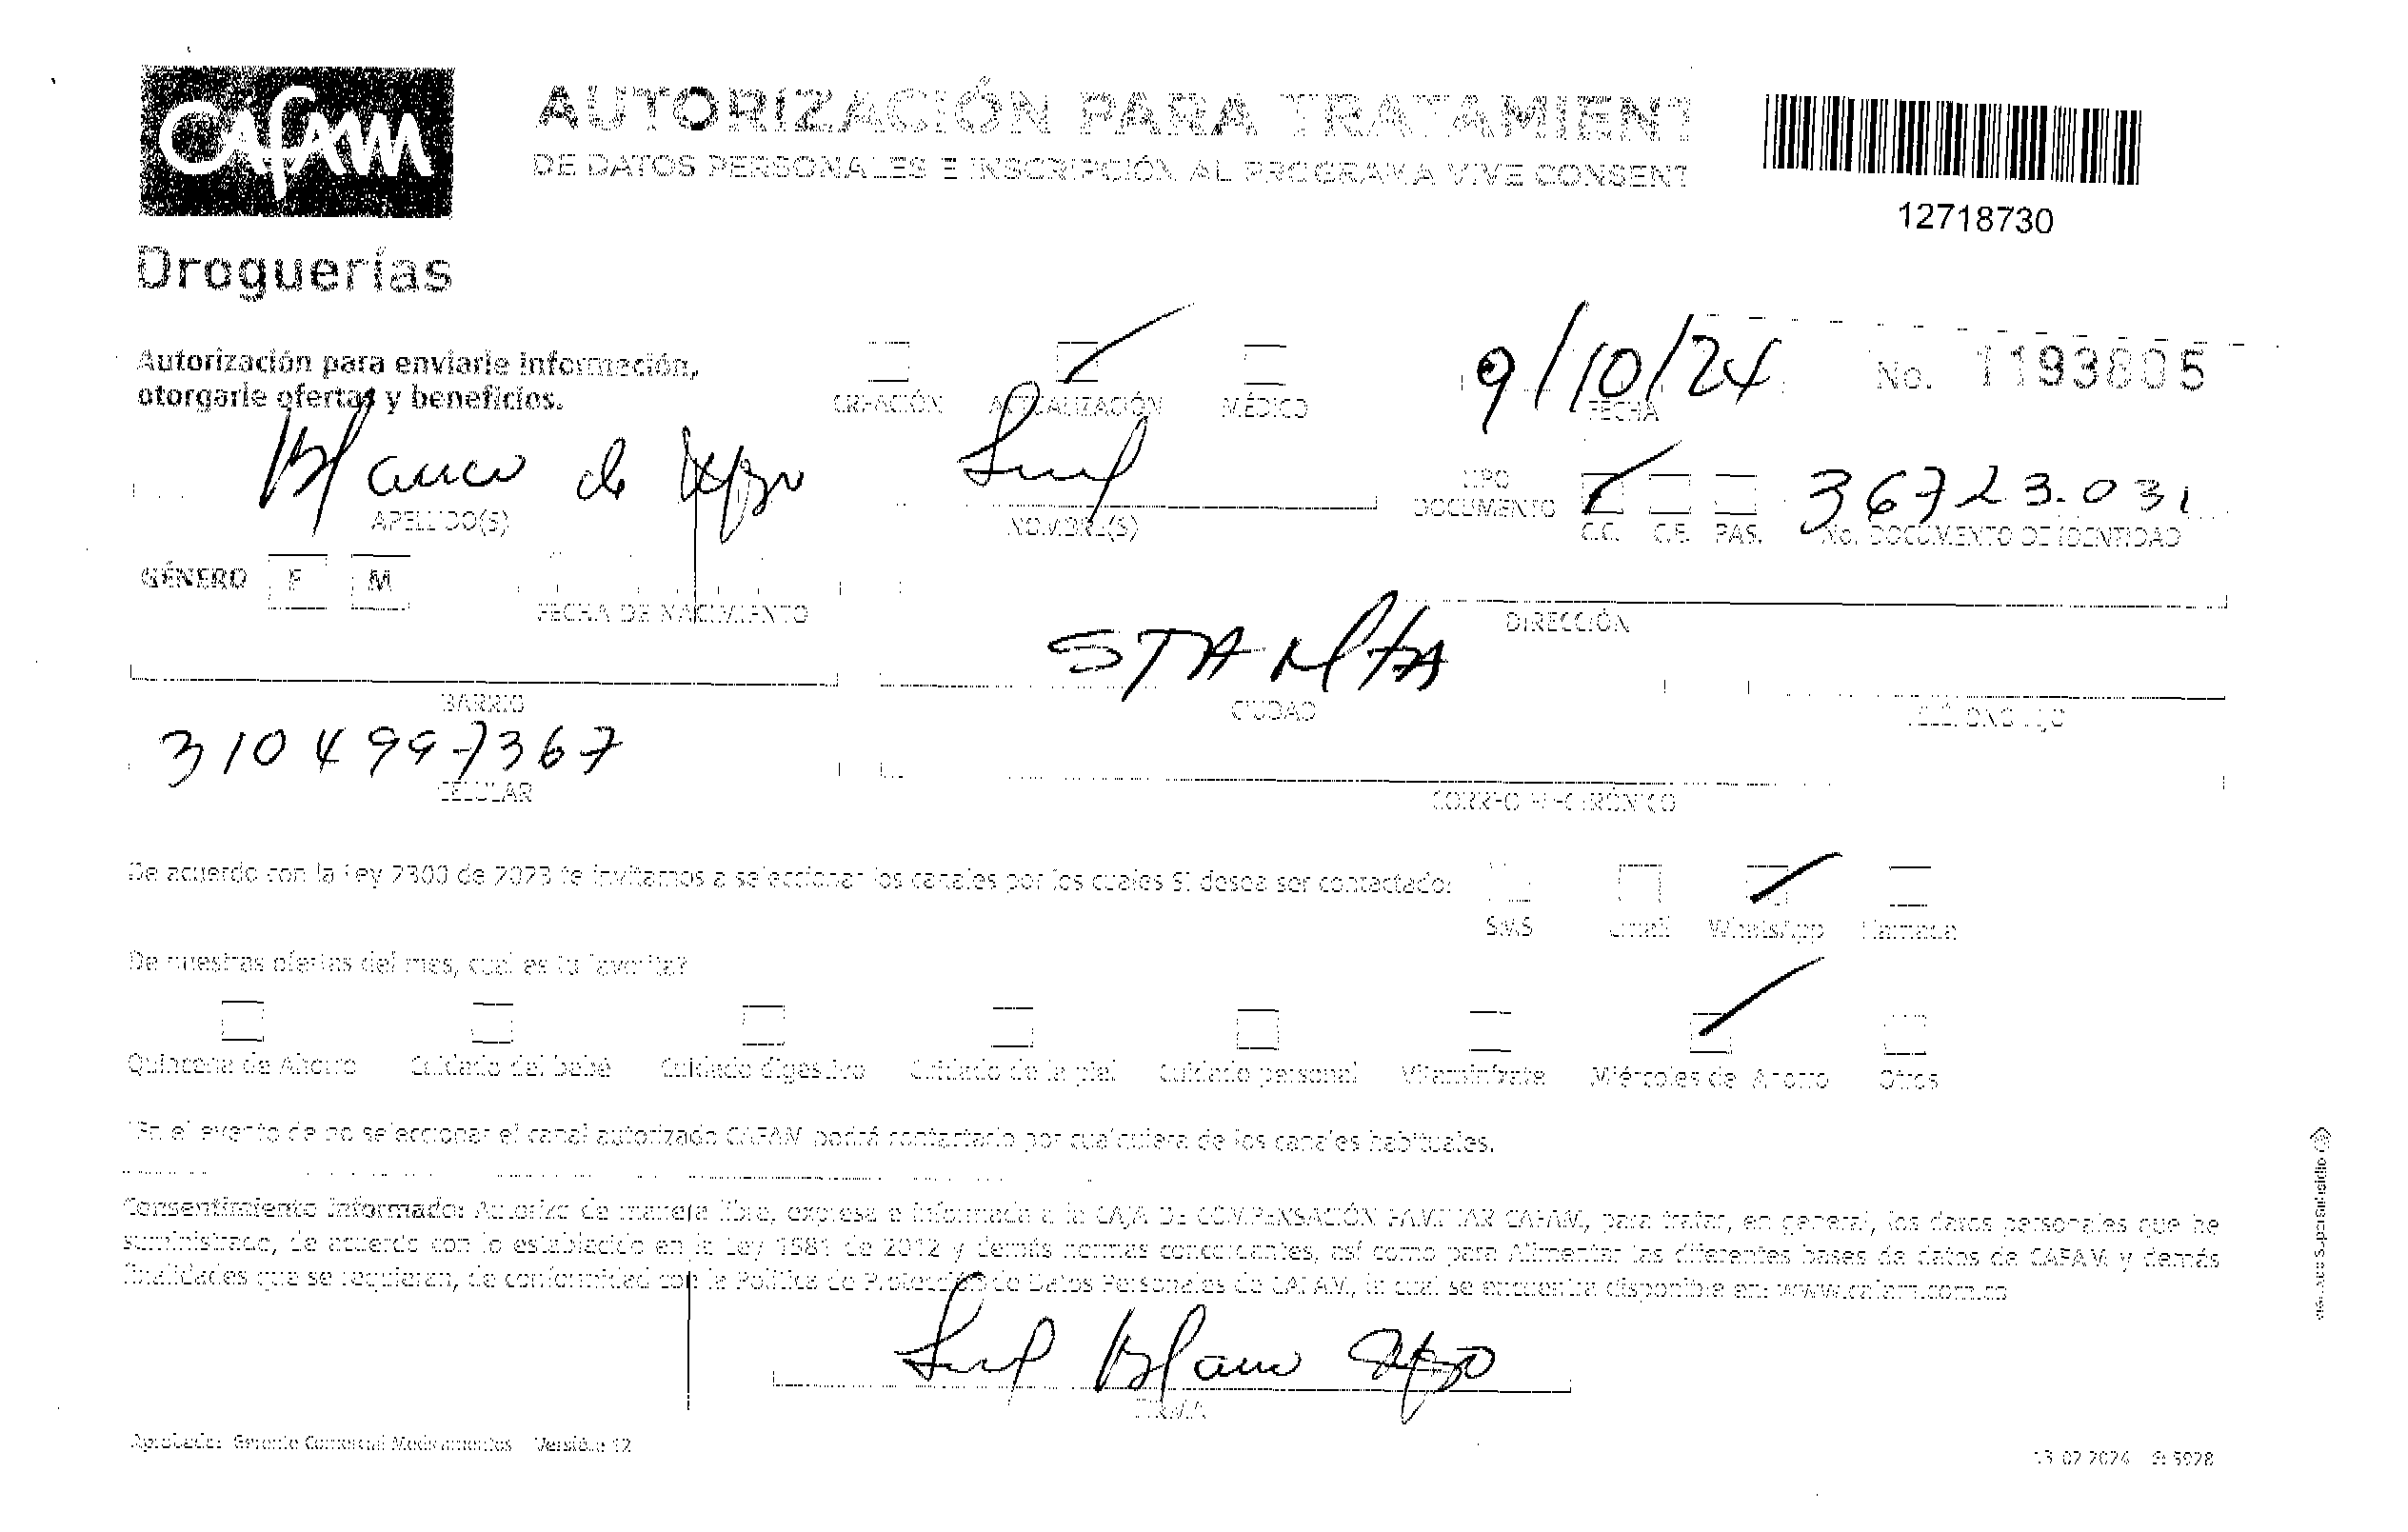 Cafam
Droguerías
AUTORIZACIÓN PARA TRATAMIENT
DE DATOS PERSONALES E INSCRIPCIÓN AL PROGRAMA VIVE CONSENT
12718730
Autorización para enviarle información,
otorgarle ofertas y beneficios.
CREACIÓN ACTUALIZACIÓN MÉDICO
9/10/24
FECHA
No. 1193805
Blanco de
APELLIDO(S)
NOMBRE(S)
TIPO
DOCUMENTO
C.C. C.E. PAS.
36723.031
No. DOCUMENTO DE IDENTIDAD
GÉNERO F M
FECHA DE NACIMIENTO
DIRECCIÓN
BARRIO
STA MTA
CIUDAD
TELÉFONO FIJO
3104997367
CELULAR
CORREO ELECTRÓNICO
De acuerdo con la Ley 2300 de 2023 te invitamos a seleccionar los canales por los cuales SI desea ser contactado:
SMS Email WhatsApp Llamada
De nuestras ofertas del mes, cual es tu favorita?
Quincena de Ahorro Cuidado del bebé Cuidado digestivo Cuidado de la piel Cuidado personal Vitamínfrate Miércoles de Ahorro Otros
*En el evento de no seleccionar el canal autorizado CAFAM podrá contactarlo por cualquiera de los canales habituales.
Consentimiento Informado: Autorizo de manera libre, expresa e informada a la CAJA DE COMPENSACIÓN FAMILIAR CAFAM, para tratar, en general, los datos personales que he
suministrado, de acuerdo con lo establecido en la Ley 1581 de 2012 y demás normas concordantes, así como para Alimentar las diferentes bases de datos de CAFAM y demás
finalidades que se requieran, de conformidad con la Política de Protección de Datos Personales de CAFAM, la cual se encuentra disponible en: www.cafam.com.co
Blanco
FIRMA
Aprobado: Gerente Comercial Medicamentos Versión 12
13 02 2024
VIGILADO Supersubsidio